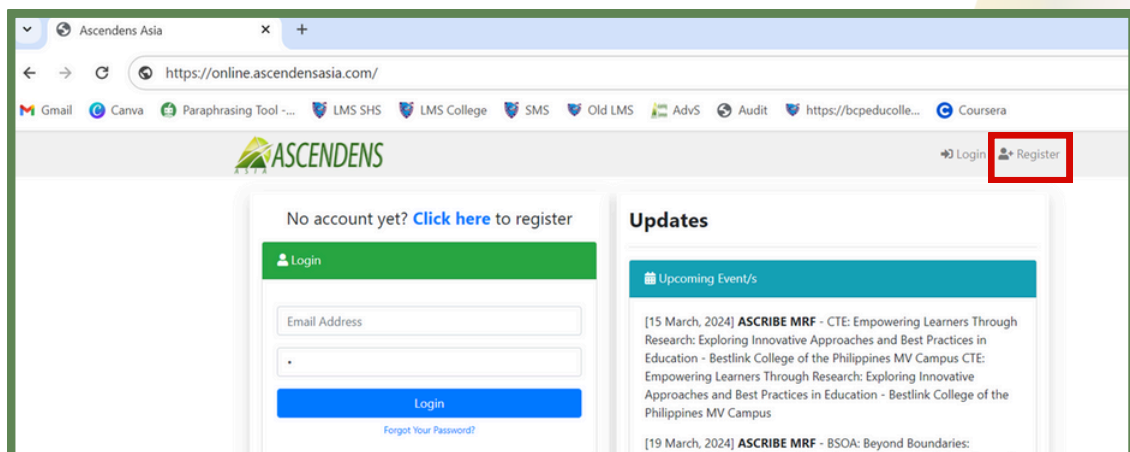 Ascendens Asia
https://online.ascendensasia.com/
Gmail Canva Paraphrasing Tool -... LMS SHS LMS College SMS Old LMS AdvS Audit https://bcpeducolle... Coursera
ASCENDENS
ASIA
Login Register
No account yet? Click here to register
Login
Email Address
Login
Forgot Your Password?
Updates
Upcoming Event/s
[15 March, 2024] ASCRIBE MRF - CTE: Empowering Learners Through
Research: Exploring Innovative Approaches and Best Practices in
Education - Bestlink College of the Philippines MV Campus CTE:
Empowering Learners Through Research: Exploring Innovative
Approaches and Best Practices in Education - Bestlink College of the
Philippines MV Campus
[19 March, 2024] ASCRIBE MRF - BSOA: Beyond Boundaries: